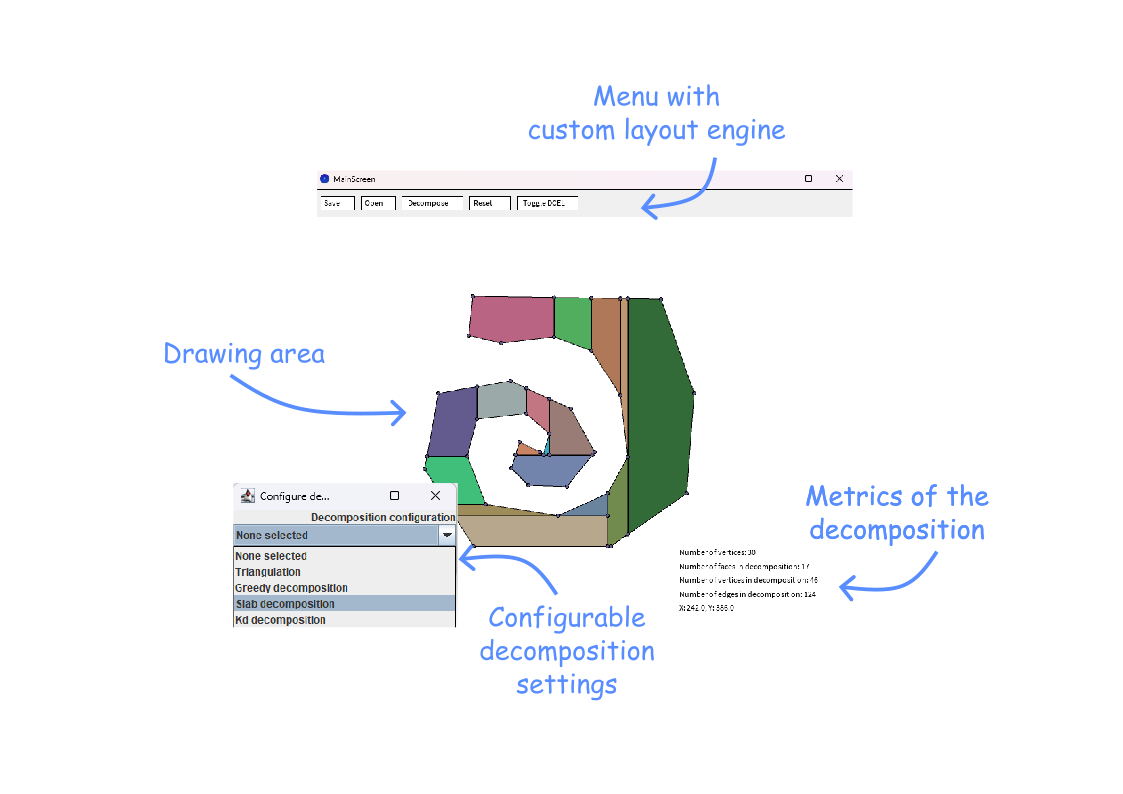 Menu with
custom layout engine
MainScreen
Save
Open
Decompose
Reset
Toggle DCEL
Drawing area
Configure de...
Decomposition configuration
None selected
None selected
Triangulation
Greedy decomposition
Slab decomposition
Kd decomposition
Metrics of the
decomposition
Number of vertices: 30
Number of faces in decomposition: 17
Number of vertices in decomposition: 46
Number of edges in decomposition: 124
X: 242.0, Y: 386.0
Configurable
decomposition
settings